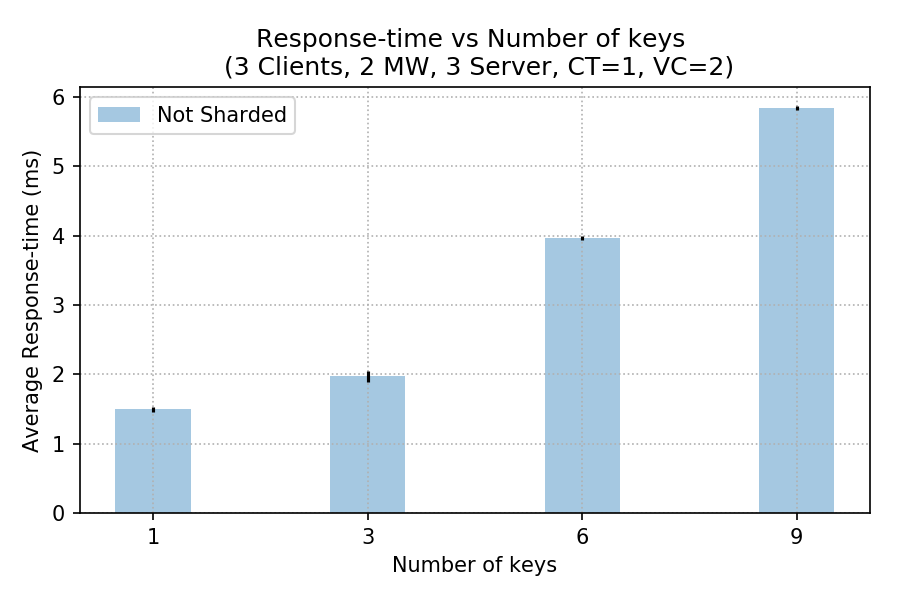 Response-time vs Number of keys
(3 Clients, 2 MW, 3 Server, CT=1, VC=2)
Not Sharded
Average Response-time (ms)
6
5
4
3
2
1
0
1 3 6 9
Number of keys